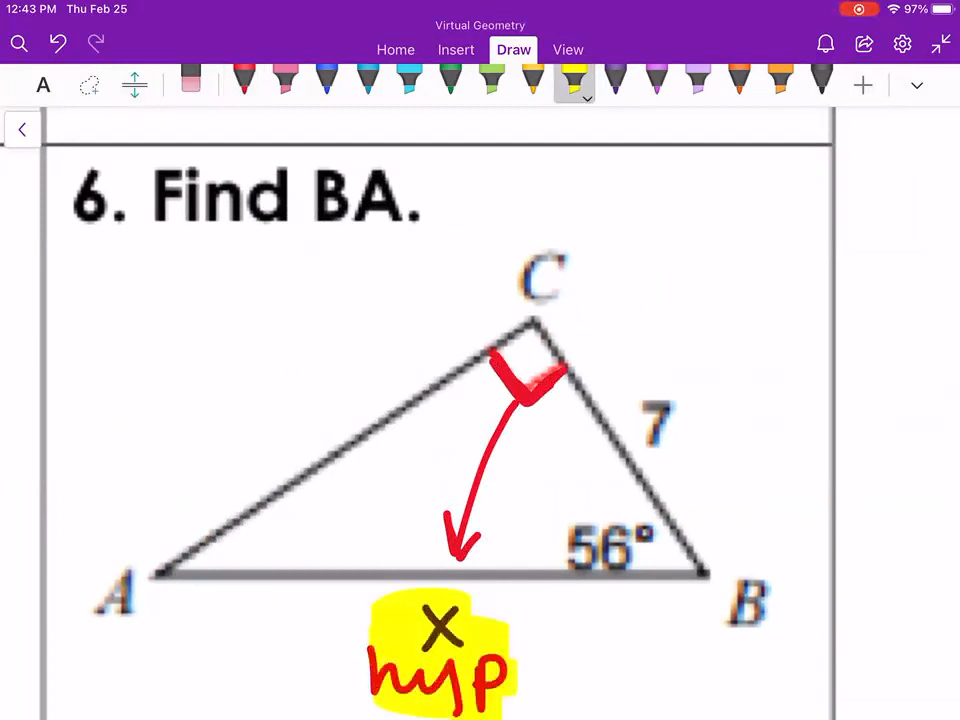 12:43 PM Thu Feb 25
97%
Virtual Geometry
Home Insert Draw View
A
6. Find BA.
C
7
56°
A
B
x
hyp